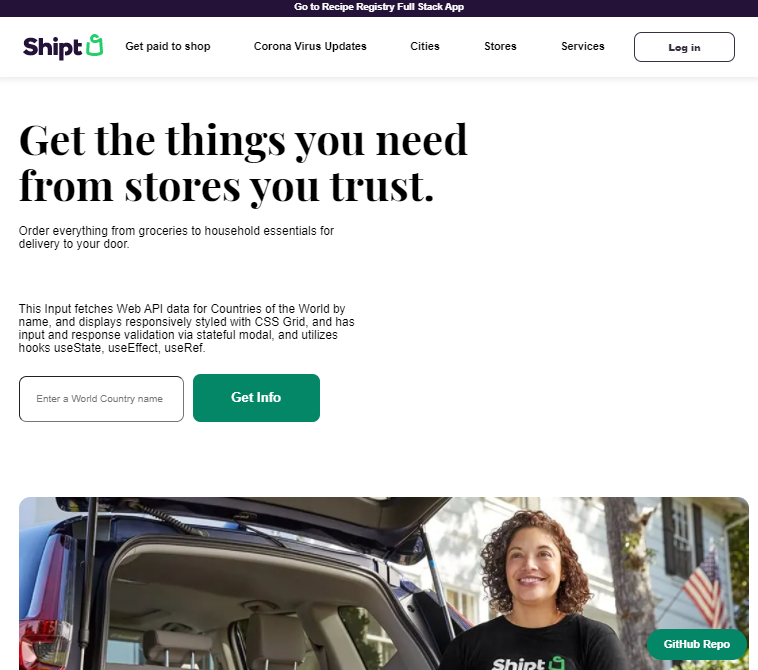 Go to Recipe Registry Full Stack App
Shipt
Get paid to shop
Corona Virus Updates
Cities
Stores
Services
Log in
Get the things you need
from stores you trust.
Order everything from groceries to household essentials for
delivery to your door.
This Input fetches Web API data for Countries of the World by
name, and displays responsively styled with CSS Grid, and has
input and response validation via stateful modal, and utilizes
hooks useState, useEffect, useRef.
Enter a World Country name
Get Info
Shipt
GitHub Repo